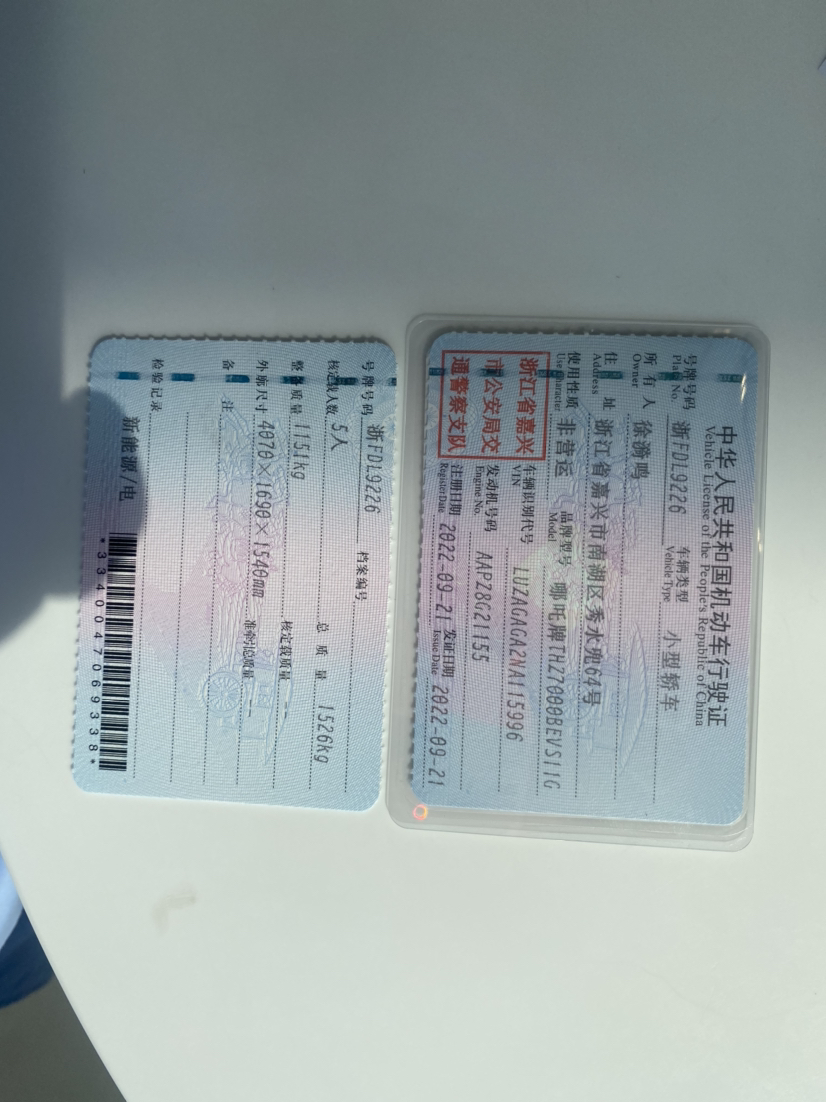 中华人民共和国机动车行驶证
Vehicle License of the People's Republic of China
号牌号码 浙FDL9226 车辆类型 小型轿车
Plate No. Vehicle Type
所有人 徐旖鸣
Owner
住址 浙江省嘉兴市南湖区秀水兜64号
Address
使用性质 非营运 品牌型号 哪吒牌THZ7000BEVS11G
Use Character Model
浙江省嘉兴
市公安局交
通警察支队
车辆识别代号 LUZAGAGA2NA115996
VIN
发动机号码 AAPZ8G21155
Engine No.
注册日期 2022-09-21 发证日期 2022-09-21
Register Date Issue Date
号牌号码 浙FDL9226 档案编号
核定载人数 5人 总质量 1526kg
整备质量 1151kg 核定载质量 --
外廓尺寸 4070×1690×1540mm 准牵引总质量 --
备注
检验记录
新能源/电
*3340047069338*